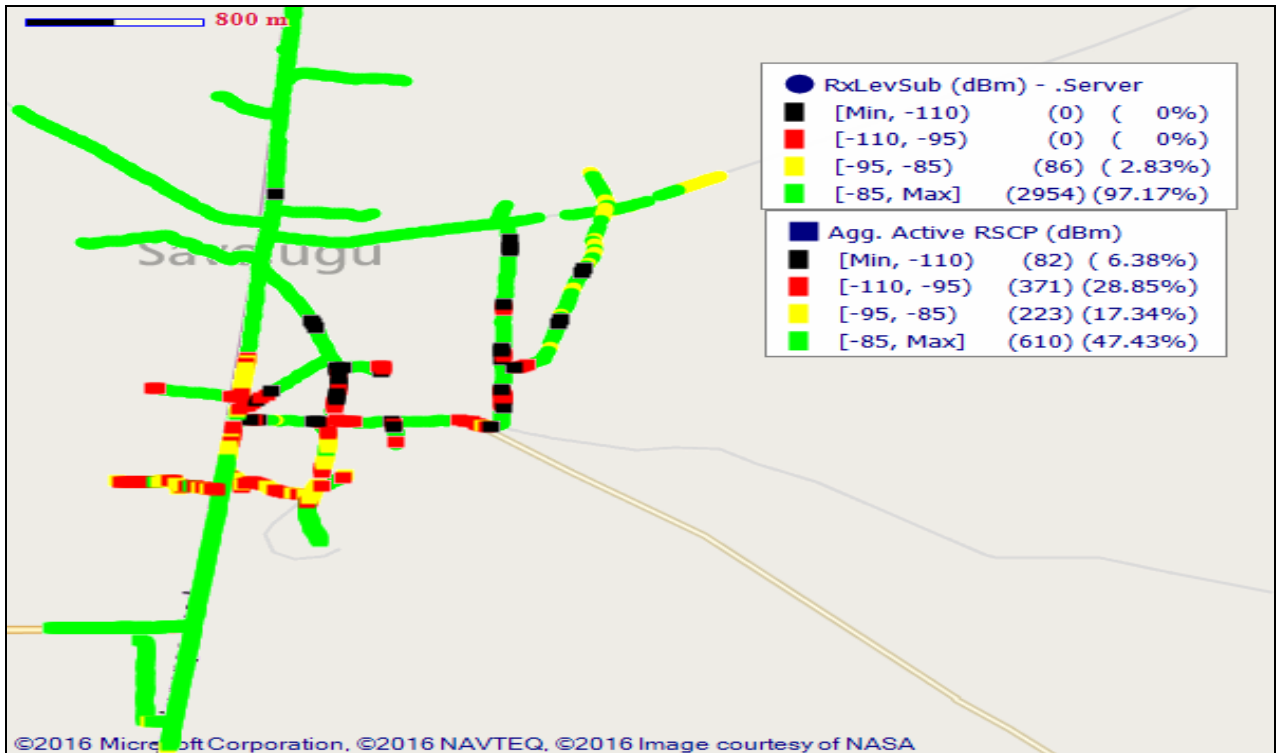 800 m
RxLevSub (dBm) - .Server
[Min, -110) (0) ( 0%)
[-110, -95) (0) ( 0%)
[-95, -85) (86) ( 2.83%)
[-85, Max] (2954) (97.17%)
Agg. Active RSCP (dBm)
[Min, -110) (82) ( 6.38%)
[-110, -95) (371) (28.85%)
[-95, -85) (223) (17.34%)
[-85, Max] (610) (47.43%)
©2016 Microsoft Corporation, ©2016 NAVTEQ, ©2016 Image courtesy of NASA